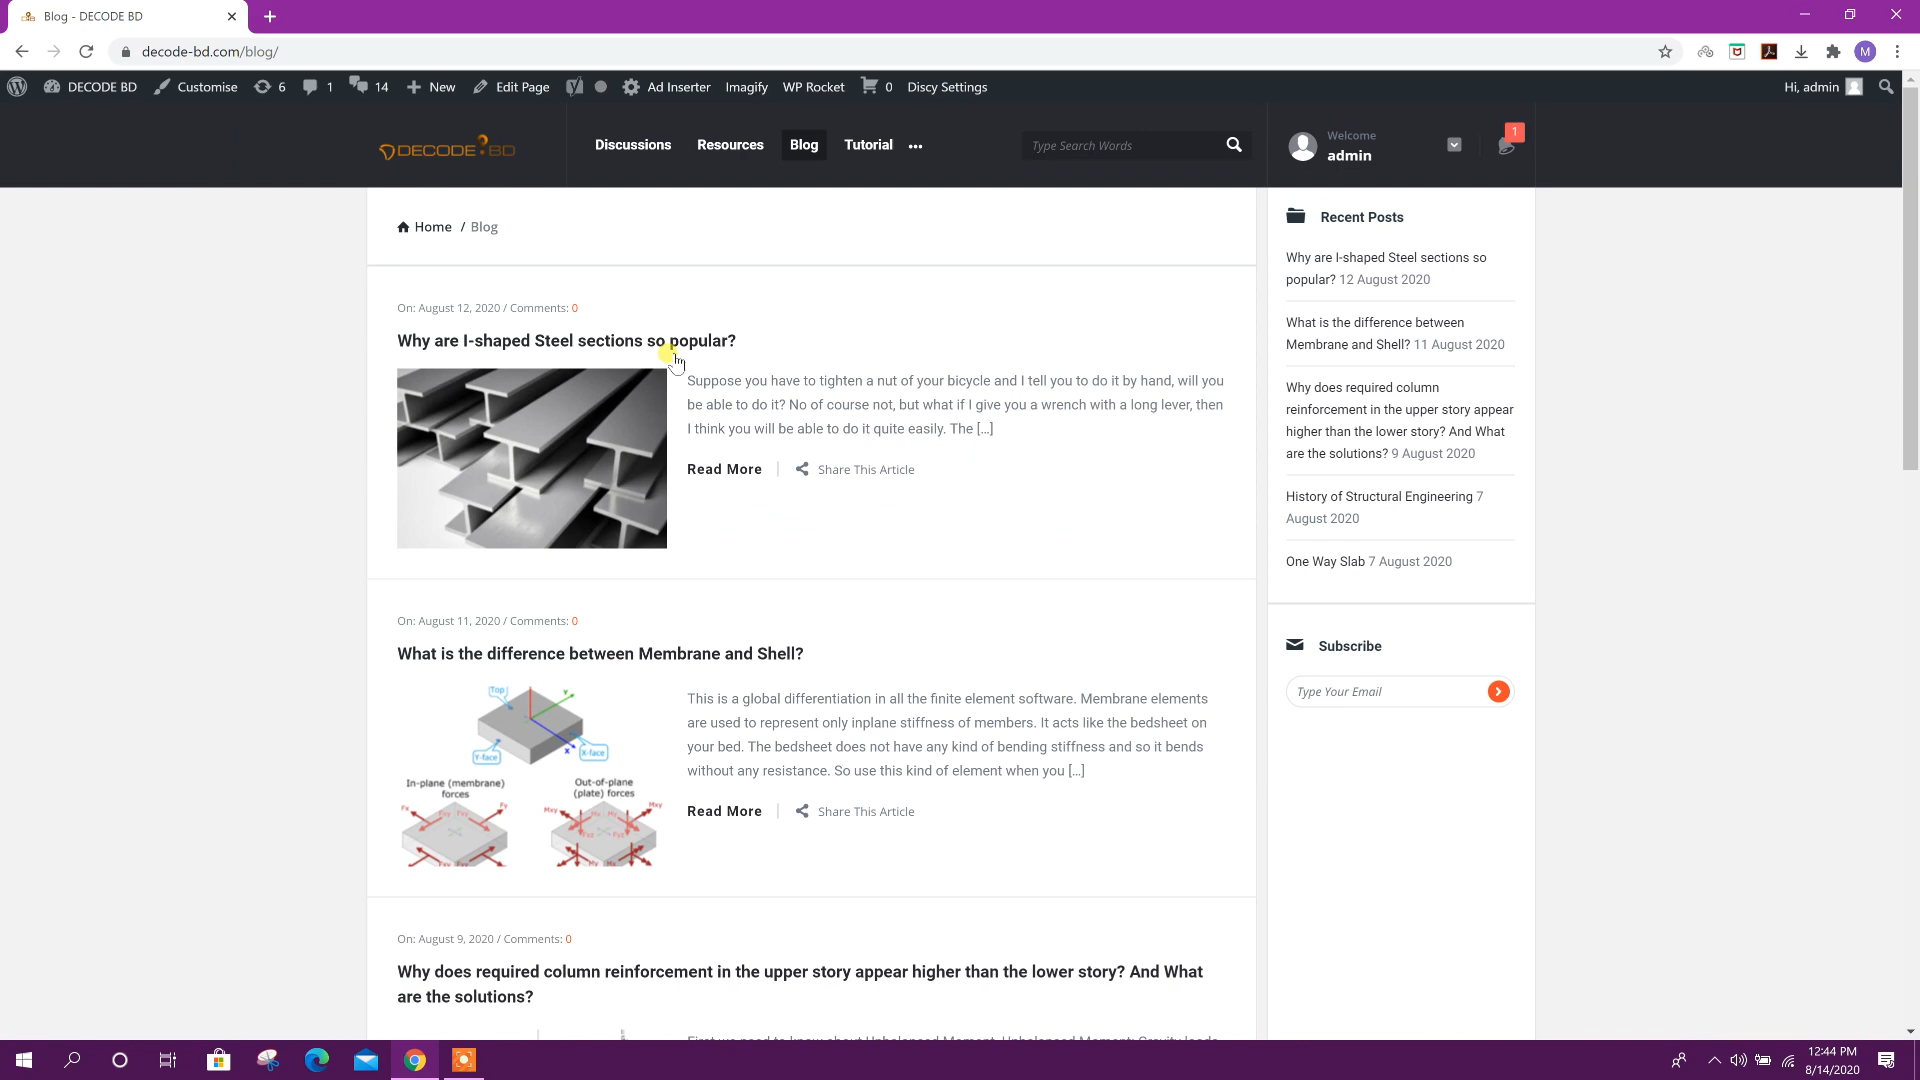 Blog - DECODE BD
decode-bd.com/blog/
DECODE BD Customise 6 1 14 New Edit Page Ad Inserter Imagify WP Rocket 0 Discy Settings Hi, admin
DECODE BD
Discussions Resources Blog Tutorial
Type Search Words
Welcome
admin
1
Home / Blog
On: August 12, 2020 / Comments: 0
Why are I-shaped Steel sections so popular?
Suppose you have to tighten a nut of your bicycle and I tell you to do it by hand, will you
be able to do it? No of course not, but what if I give you a wrench with a long lever, then
I think you will be able to do it quite easily. The [...]
Read More Share This Article
On: August 11, 2020 / Comments: 0
What is the difference between Membrane and Shell?
Top
Y-face
X-face
In-plane (membrane)
forces
Out-of-plane
(plate) forces
This is a global differentiation in all the finite element software. Membrane elements
are used to represent only inplane stiffness of members. It acts like the bedsheet on
your bed. The bedsheet does not have any kind of bending stiffness and so it bends
without any resistance. So use this kind of element when you [...]
Read More Share This Article
On: August 9, 2020 / Comments: 0
Why does required column reinforcement in the upper story appear higher than the lower story? And What
are the solutions?
Recent Posts
Why are I-shaped Steel sections so
popular? 12 August 2020
What is the difference between
Membrane and Shell? 11 August 2020
Why does required column
reinforcement in the upper story appear
higher than the lower story? And What
are the solutions? 9 August 2020
History of Structural Engineering 7
August 2020
One Way Slab 7 August 2020
Subscribe
Type Your Email
12:44 PM
8/14/2020